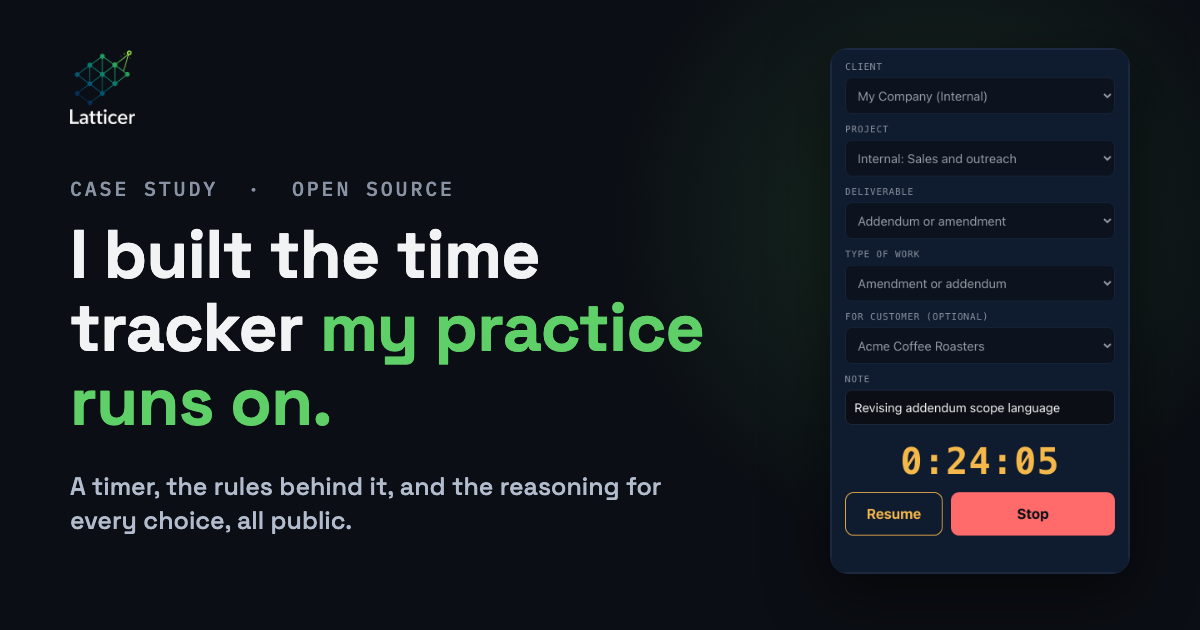 Latticer
CASE STUDY · OPEN SOURCE
I built the time
tracker my practice
runs on.
A timer, the rules behind it, and the reasoning for
every choice, all public.
CLIENT
My Company (Internal)
PROJECT
Internal: Sales and outreach
DELIVERABLE
Addendum or amendment
TYPE OF WORK
Amendment or addendum
FOR CUSTOMER (OPTIONAL)
Acme Coffee Roasters
NOTE
Revising addendum scope language
0:24:05
Resume Stop